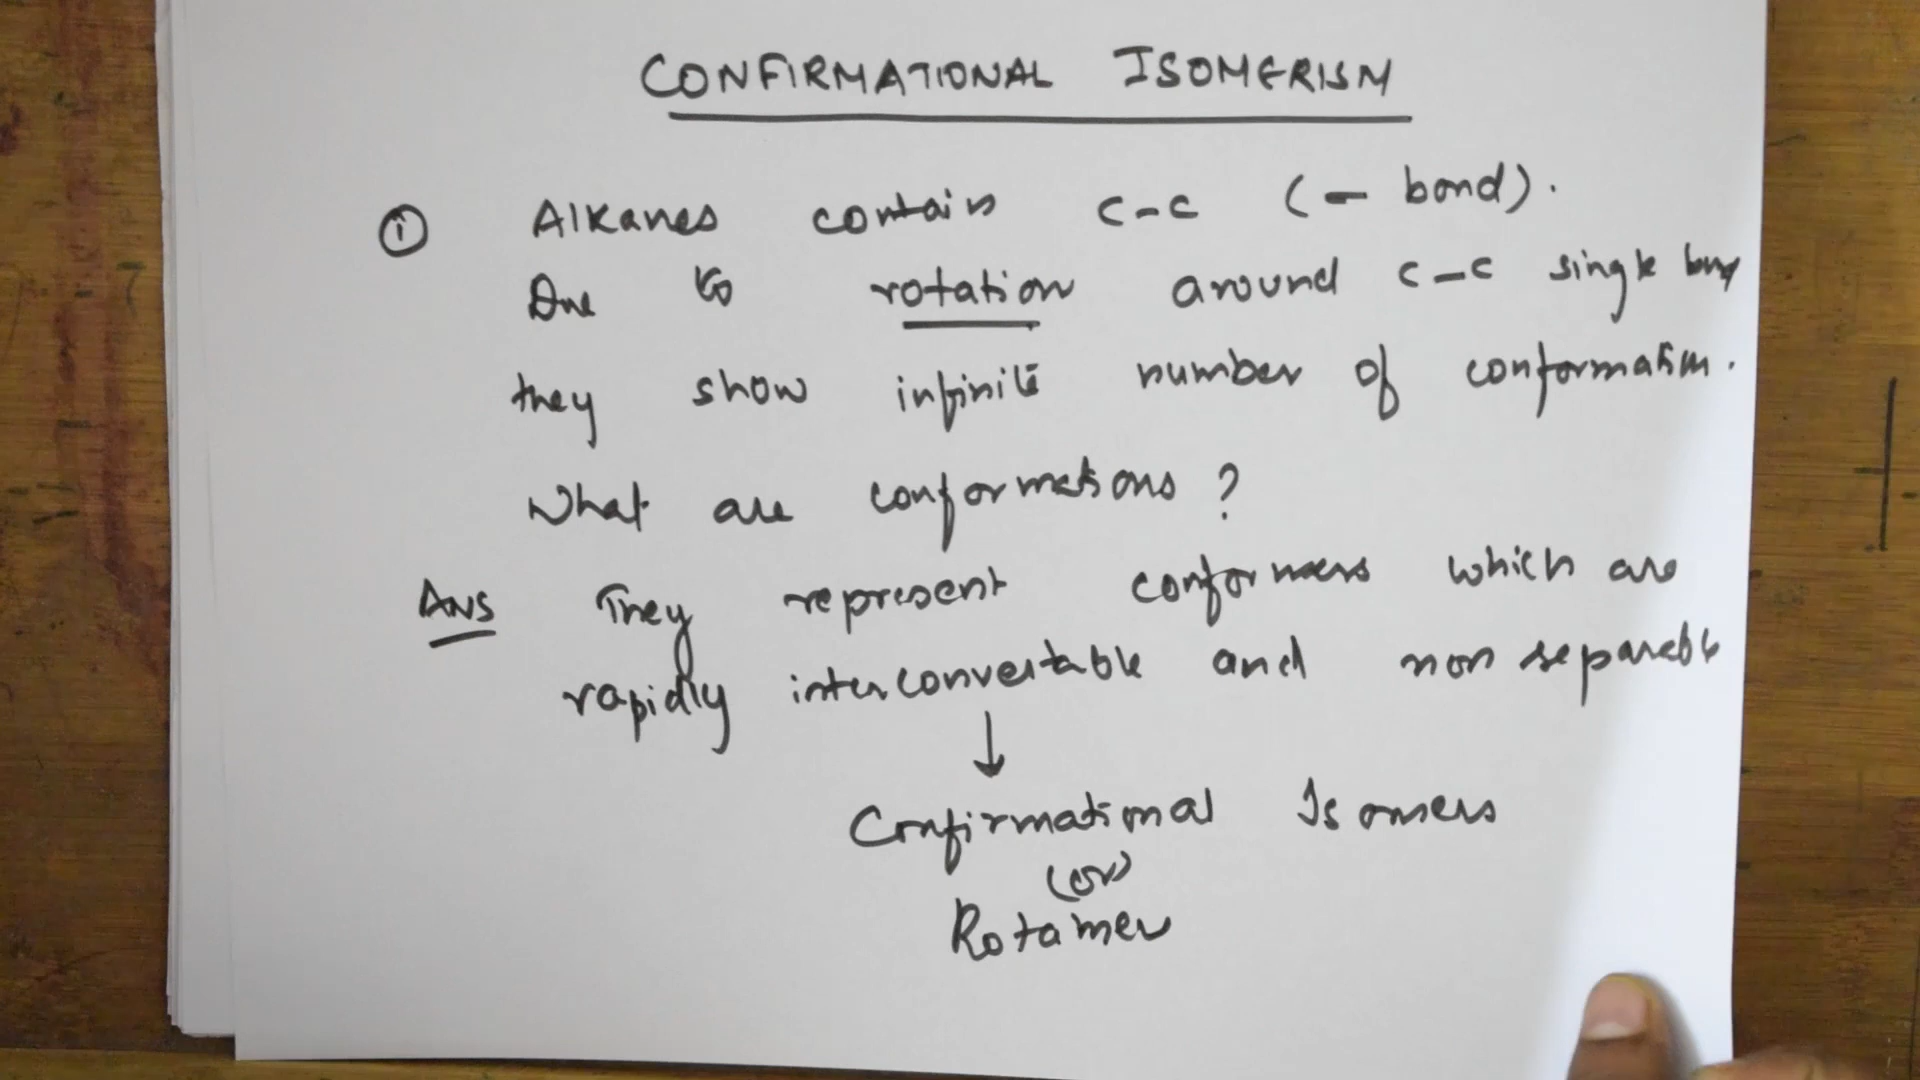 CONFIRMATIONAL ISOMERISM
① Alkanes contain C-C (- bond).
Due to rotation around C-C single bond
they show infinite number of conformation.
What are conformations?
ANS They represent conformers which are
rapidly interconvertable and non separable
↓
Confirmational Isomers
(or)
Rotamer